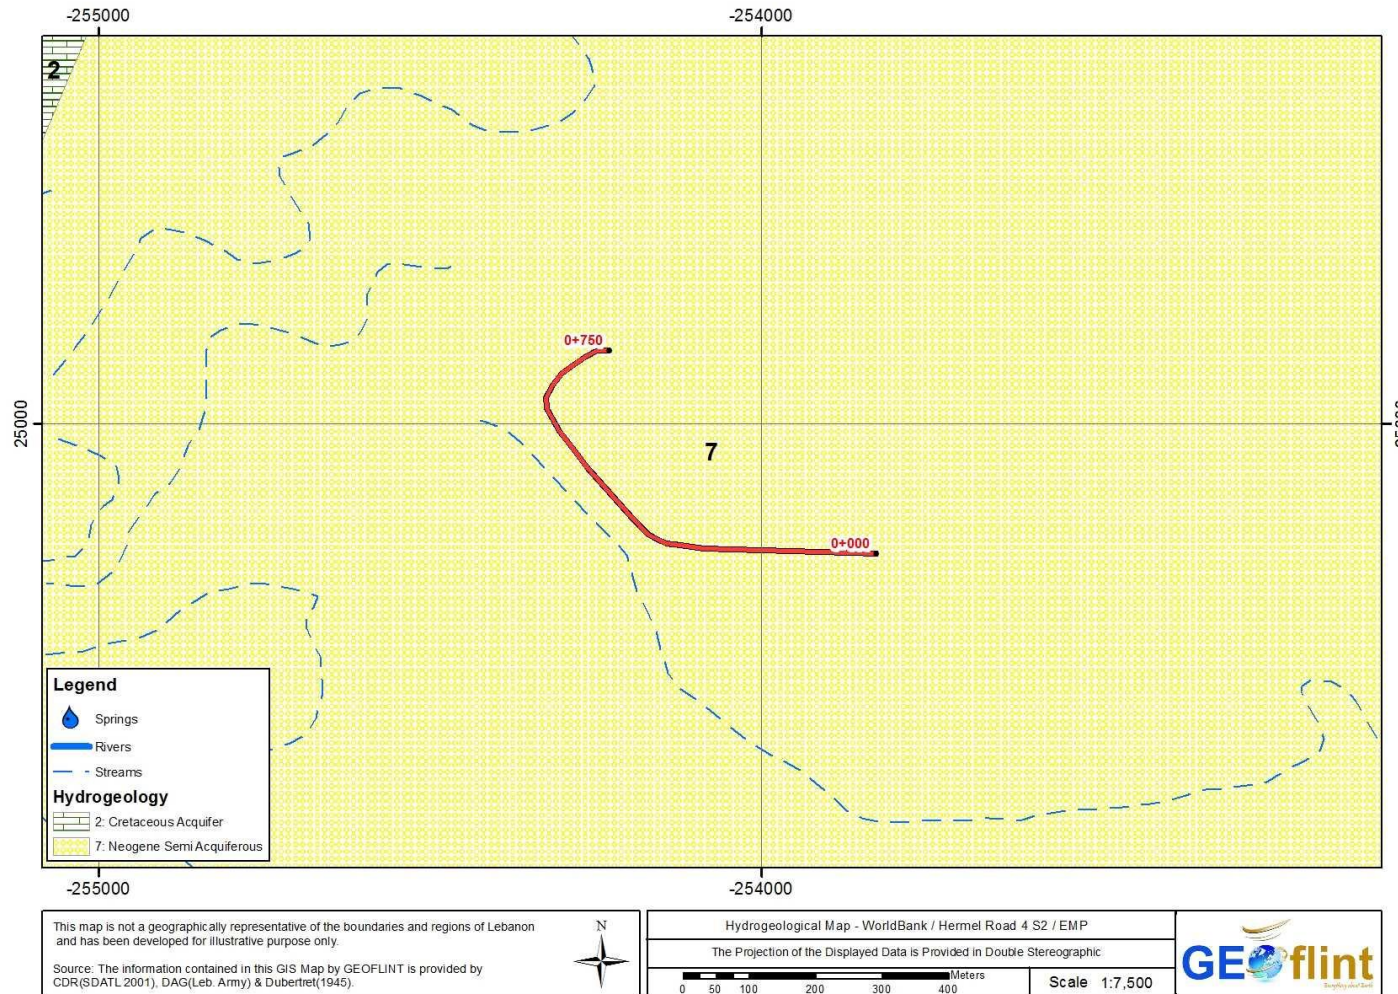 -255000
-254000
2
0+750
25000
7
0+000
Legend
Springs
Rivers
Streams
Hydrogeology
2: Cretaceous Acquifer
7: Neogene Semi Acquiferous
-255000
-254000
This map is not a geographically representative of the boundaries and regions of Lebanon
and has been developed for illustrative purpose only.
Source: The information contained in this GIS Map by GEOFLINT is provided by
CDR(SDATL 2001), DAG(Leb. Army) & Dubertret(1945).
N
Hydrogeological Map - WorldBank / Hermel Road 4 S2 / EMP
The Projection of the Displayed Data is Provided in Double Stereographic
Meters
0 50 100 200 300 400
Scale 1:7,500
GEOflint